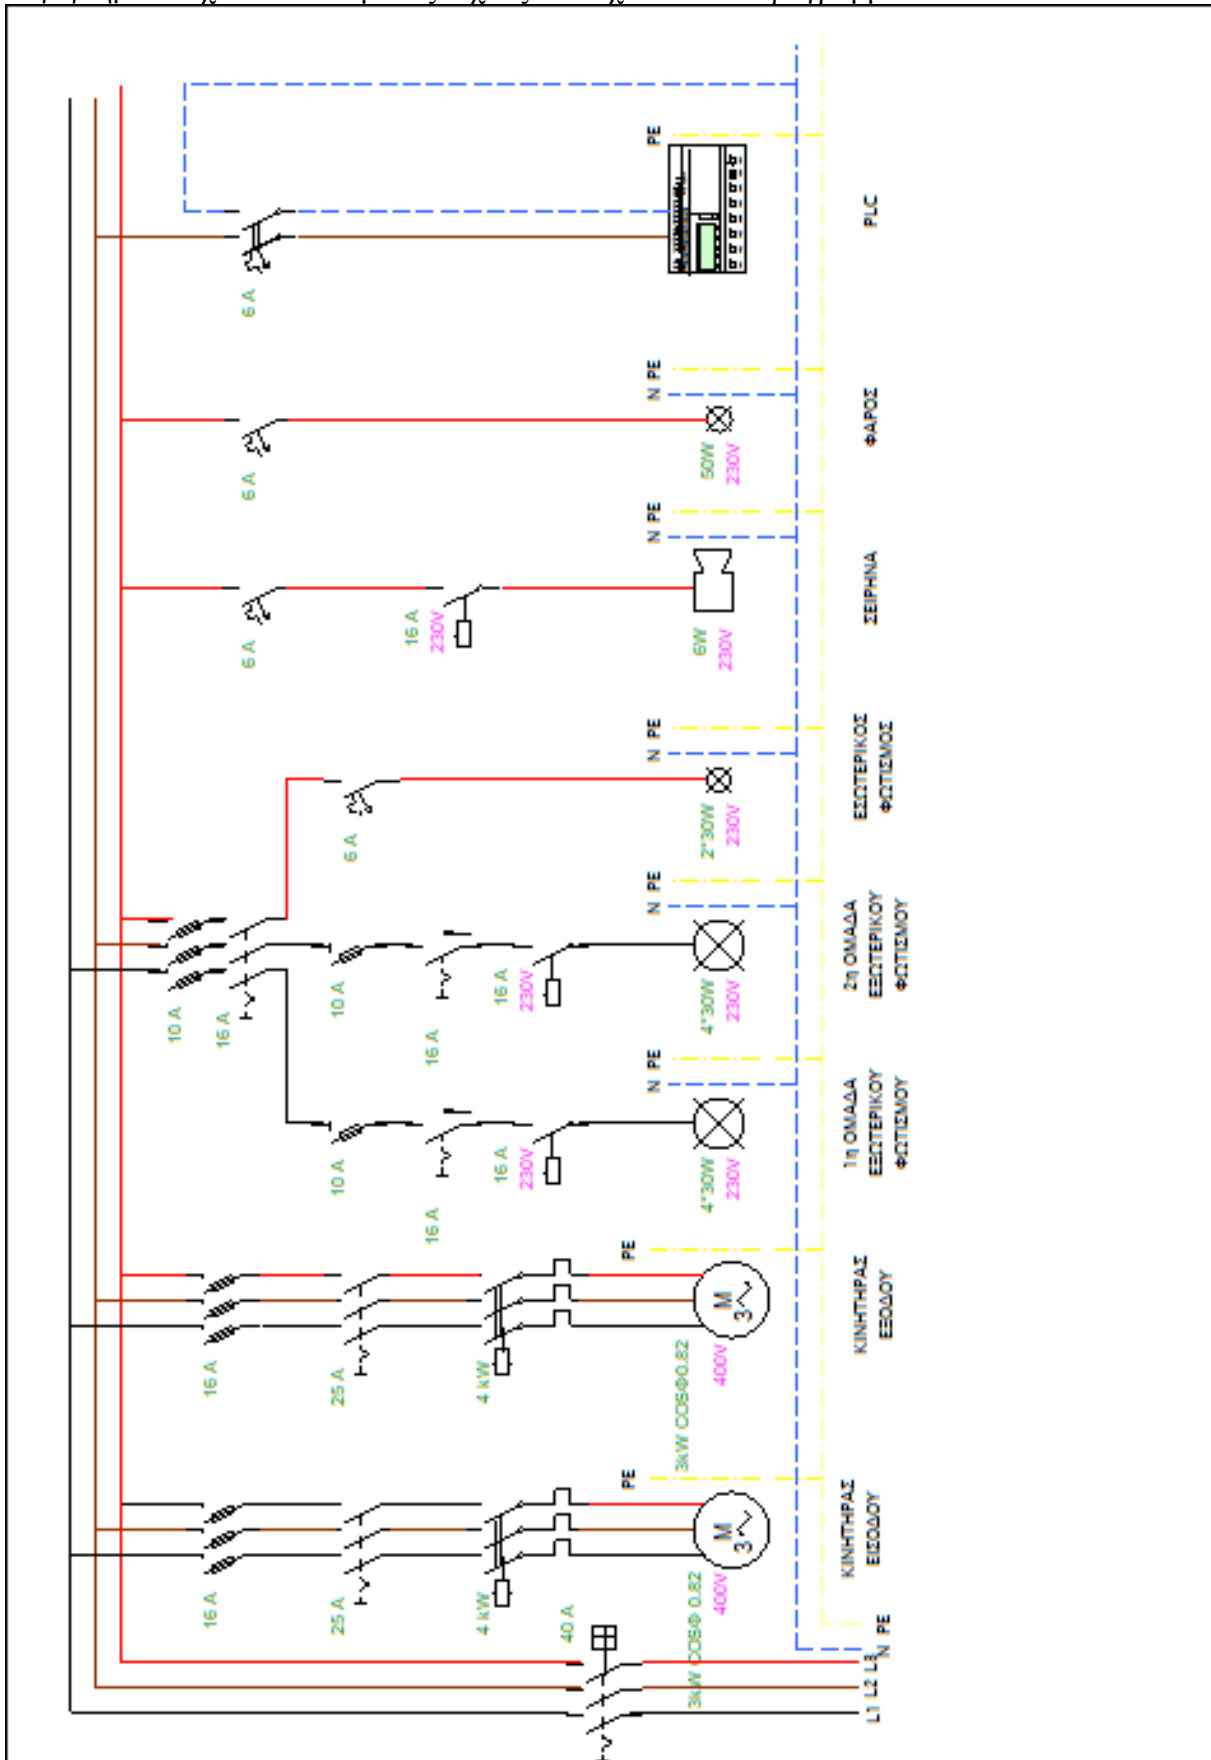 L1 L2 L3
N PE
40 A
3kW COSΦ 0.82
400V
16 A
25 A
4 kW
M
3
PE
ΚΙΝΗΤΗΡΑΣ
ΕΙΣΟΔΟΥ
16 A
25 A
4 kW
3kW COSΦ0.82
400V
M
3
PE
ΚΙΝΗΤΗΡΑΣ
ΕΞΟΔΟΥ
10 A
16 A
10 A
16 A
16 A
230V
4*30W
230V
N PE
1η ΟΜΑΔΑ
ΕΞΩΤΕΡΙΚΟΥ
ΦΩΤΙΣΜΟΥ
10 A
16 A
16 A
230V
4*30W
230V
N PE
2η ΟΜΑΔΑ
ΕΞΩΤΕΡΙΚΟΥ
ΦΩΤΙΣΜΟΥ
6 A
2*30W
230V
N PE
ΕΣΩΤΕΡΙΚΟΣ
ΦΩΤΙΣΜΟΣ
6 A
16 A
230V
6W
230V
N PE
ΣΕΙΡΗΝΑ
6 A
230V
N PE
ΦΑΡΟΣ
6 A
PE
PLC